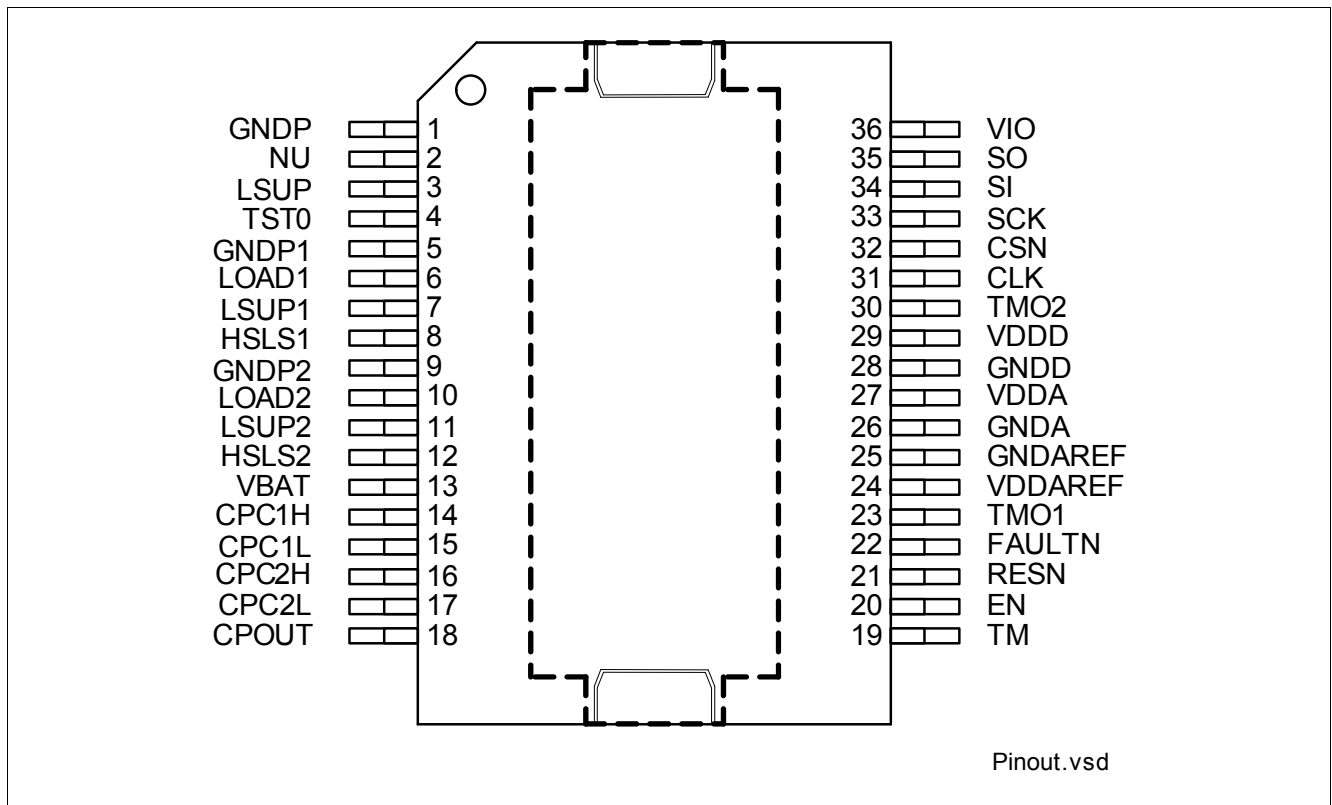 GNDP 1 36 VIO
NU 2 35 SO
LSUP 3 34 SI
TST0 4 33 SCK
GNDP1 5 32 CSN
LOAD1 6 31 CLK
LSUP1 7 30 TMO2
HSLS1 8 29 VDDD
GNDP2 9 28 GNDD
LOAD2 10 27 VDDA
LSUP2 11 26 GNDA
HSLS2 12 25 GNDAREF
VBAT 13 24 VDDAREF
CPC1H 14 23 TMO1
CPC1L 15 22 FAULTN
CPC2H 16 21 RESN
CPC2L 17 20 EN
CPOUT 18 19 TM
Pinout.vsd